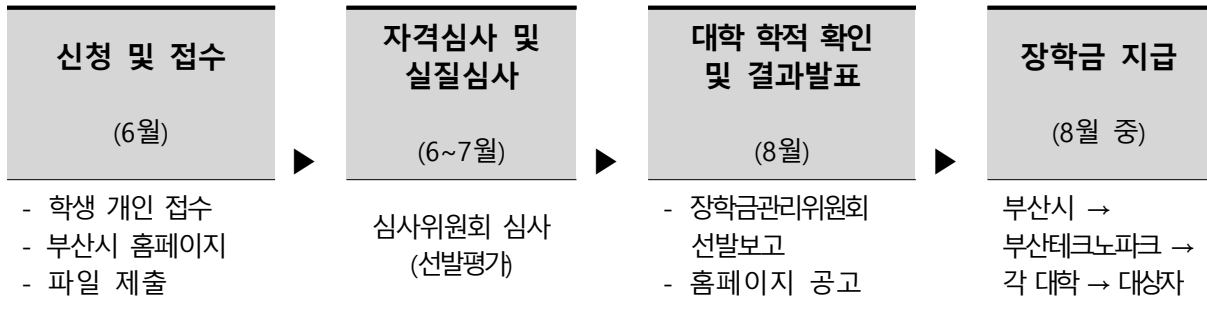 신청 및 접수
(6월)
- 학생 개인 접수
- 부산시 홈페이지
- 파일 제출
▶
자격심사 및
실질심사
(6~7월)
심사위원회 심사
(선발평가)
▶
대학 학적 확인
및 결과발표
(8월)
- 장학금관리위원회
선발보고
- 홈페이지 공고
▶
장학금 지급
(8월 중)
부산시 →
부산테크노파크 →
각 대학 → 대상자